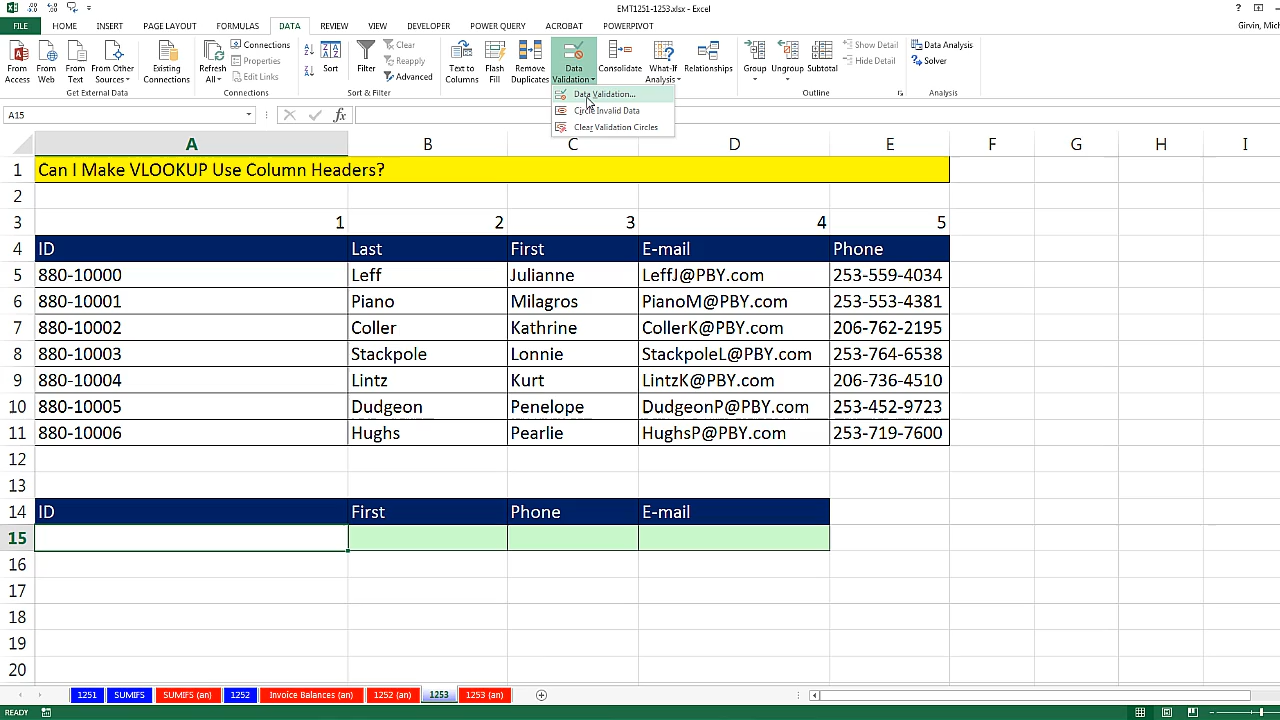 EMT1251-1253.xlsx - Excel
?
FILE HOME INSERT PAGE LAYOUT FORMULAS DATA REVIEW VIEW DEVELOPER POWER QUERY ACROBAT POWERPIVOT
Girvin, Mich
From Access
From Web
From Text
From Other Sources
Get External Data
Existing Connections
Refresh All
Connections
Properties
Edit Links
Connections
Sort
Filter
Clear
Reapply
Advanced
Sort & Filter
Text to Columns
Flash Fill
Remove Duplicates
Data Validation
Consolidate
What-If Analysis
Relationships
Data Validation...
Circle Invalid Data
Clear Validation Circles
Group
Ungroup
Subtotal
Show Detail
Hide Detail
Outline
Data Analysis
Solver
Analysis
A15
fx
A B C D E F G H I
1 Can I Make VLOOKUP Use Column Headers?
2
3 1 2 3 4 5
4 ID Last First E-mail Phone
5 880-10000 Leff Julianne LeffJ@PBY.com 253-559-4034
6 880-10001 Piano Milagros PianoM@PBY.com 253-553-4381
7 880-10002 Coller Kathrine CollerK@PBY.com 206-762-2195
8 880-10003 Stackpole Lonnie StackpoleL@PBY.com 253-764-6538
9 880-10004 Lintz Kurt LintzK@PBY.com 206-736-4510
10 880-10005 Dudgeon Penelope DudgeonP@PBY.com 253-452-9723
11 880-10006 Hughs Pearlie HughsP@PBY.com 253-719-7600
12
13
14 ID First Phone E-mail
15
16
17
18
19
20
1251 SUMIFS SUMIFS (an) 1252 Invoice Balances (an) 1252 (an) 1253 1253 (an)
READY